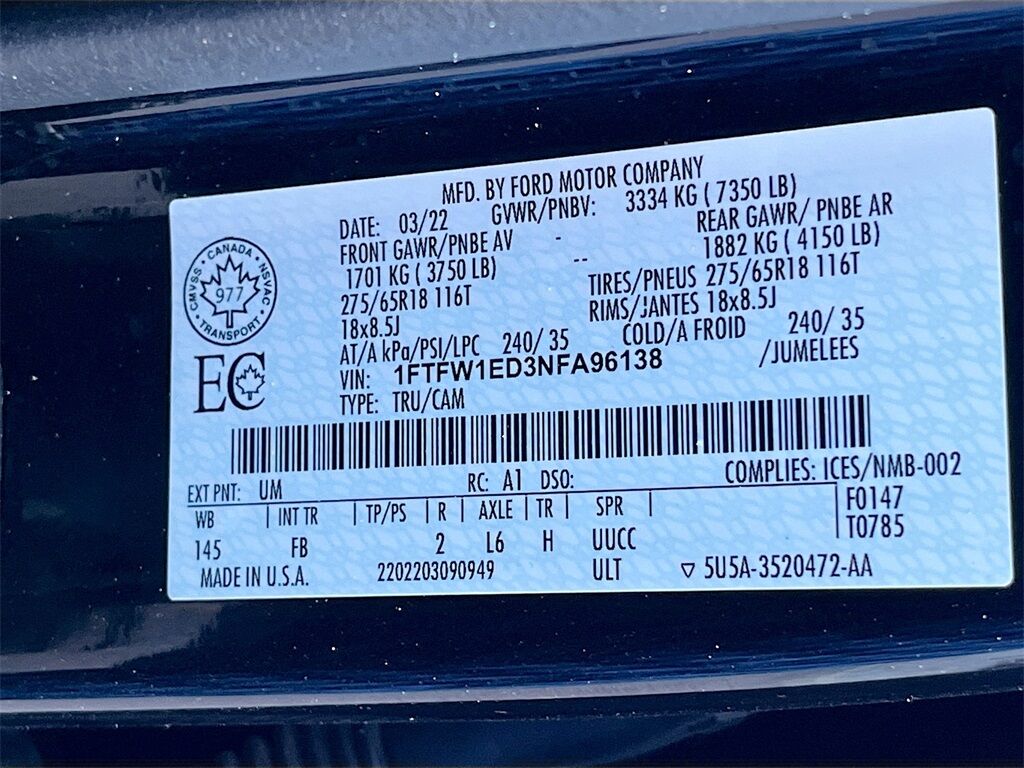 MFD. BY FORD MOTOR COMPANY
DATE: 03/22 GVWR/PNBV: 3334 KG ( 7350 LB)
FRONT GAWR/PNBE AV - REAR GAWR/ PNBE AR
1701 KG ( 3750 LB) -- 1882 KG ( 4150 LB)
275/65R18 116T TIRES/PNEUS 275/65R18 116T
18x8.5J RIMS/JANTES 18x8.5J
AT/A kPa/PSI/LPC 240/ 35 COLD/A FROID 240/ 35
VIN: 1FTFW1ED3NFA96138 /JUMELEES
TYPE: TRU/CAM
CMVSS • CANADA • NSVAC • TRANSPORT •
977
EC
EXT PNT: UM RC: A1 DSO: COMPLIES: ICES/NMB-002
WB | INT TR | TP/PS | R | AXLE | TR | SPR | F0147
T0785
145 FB 2 L6 H UUCC
MADE IN U.S.A. 2202203090949 ULT ▽ 5U5A-3520472-AA